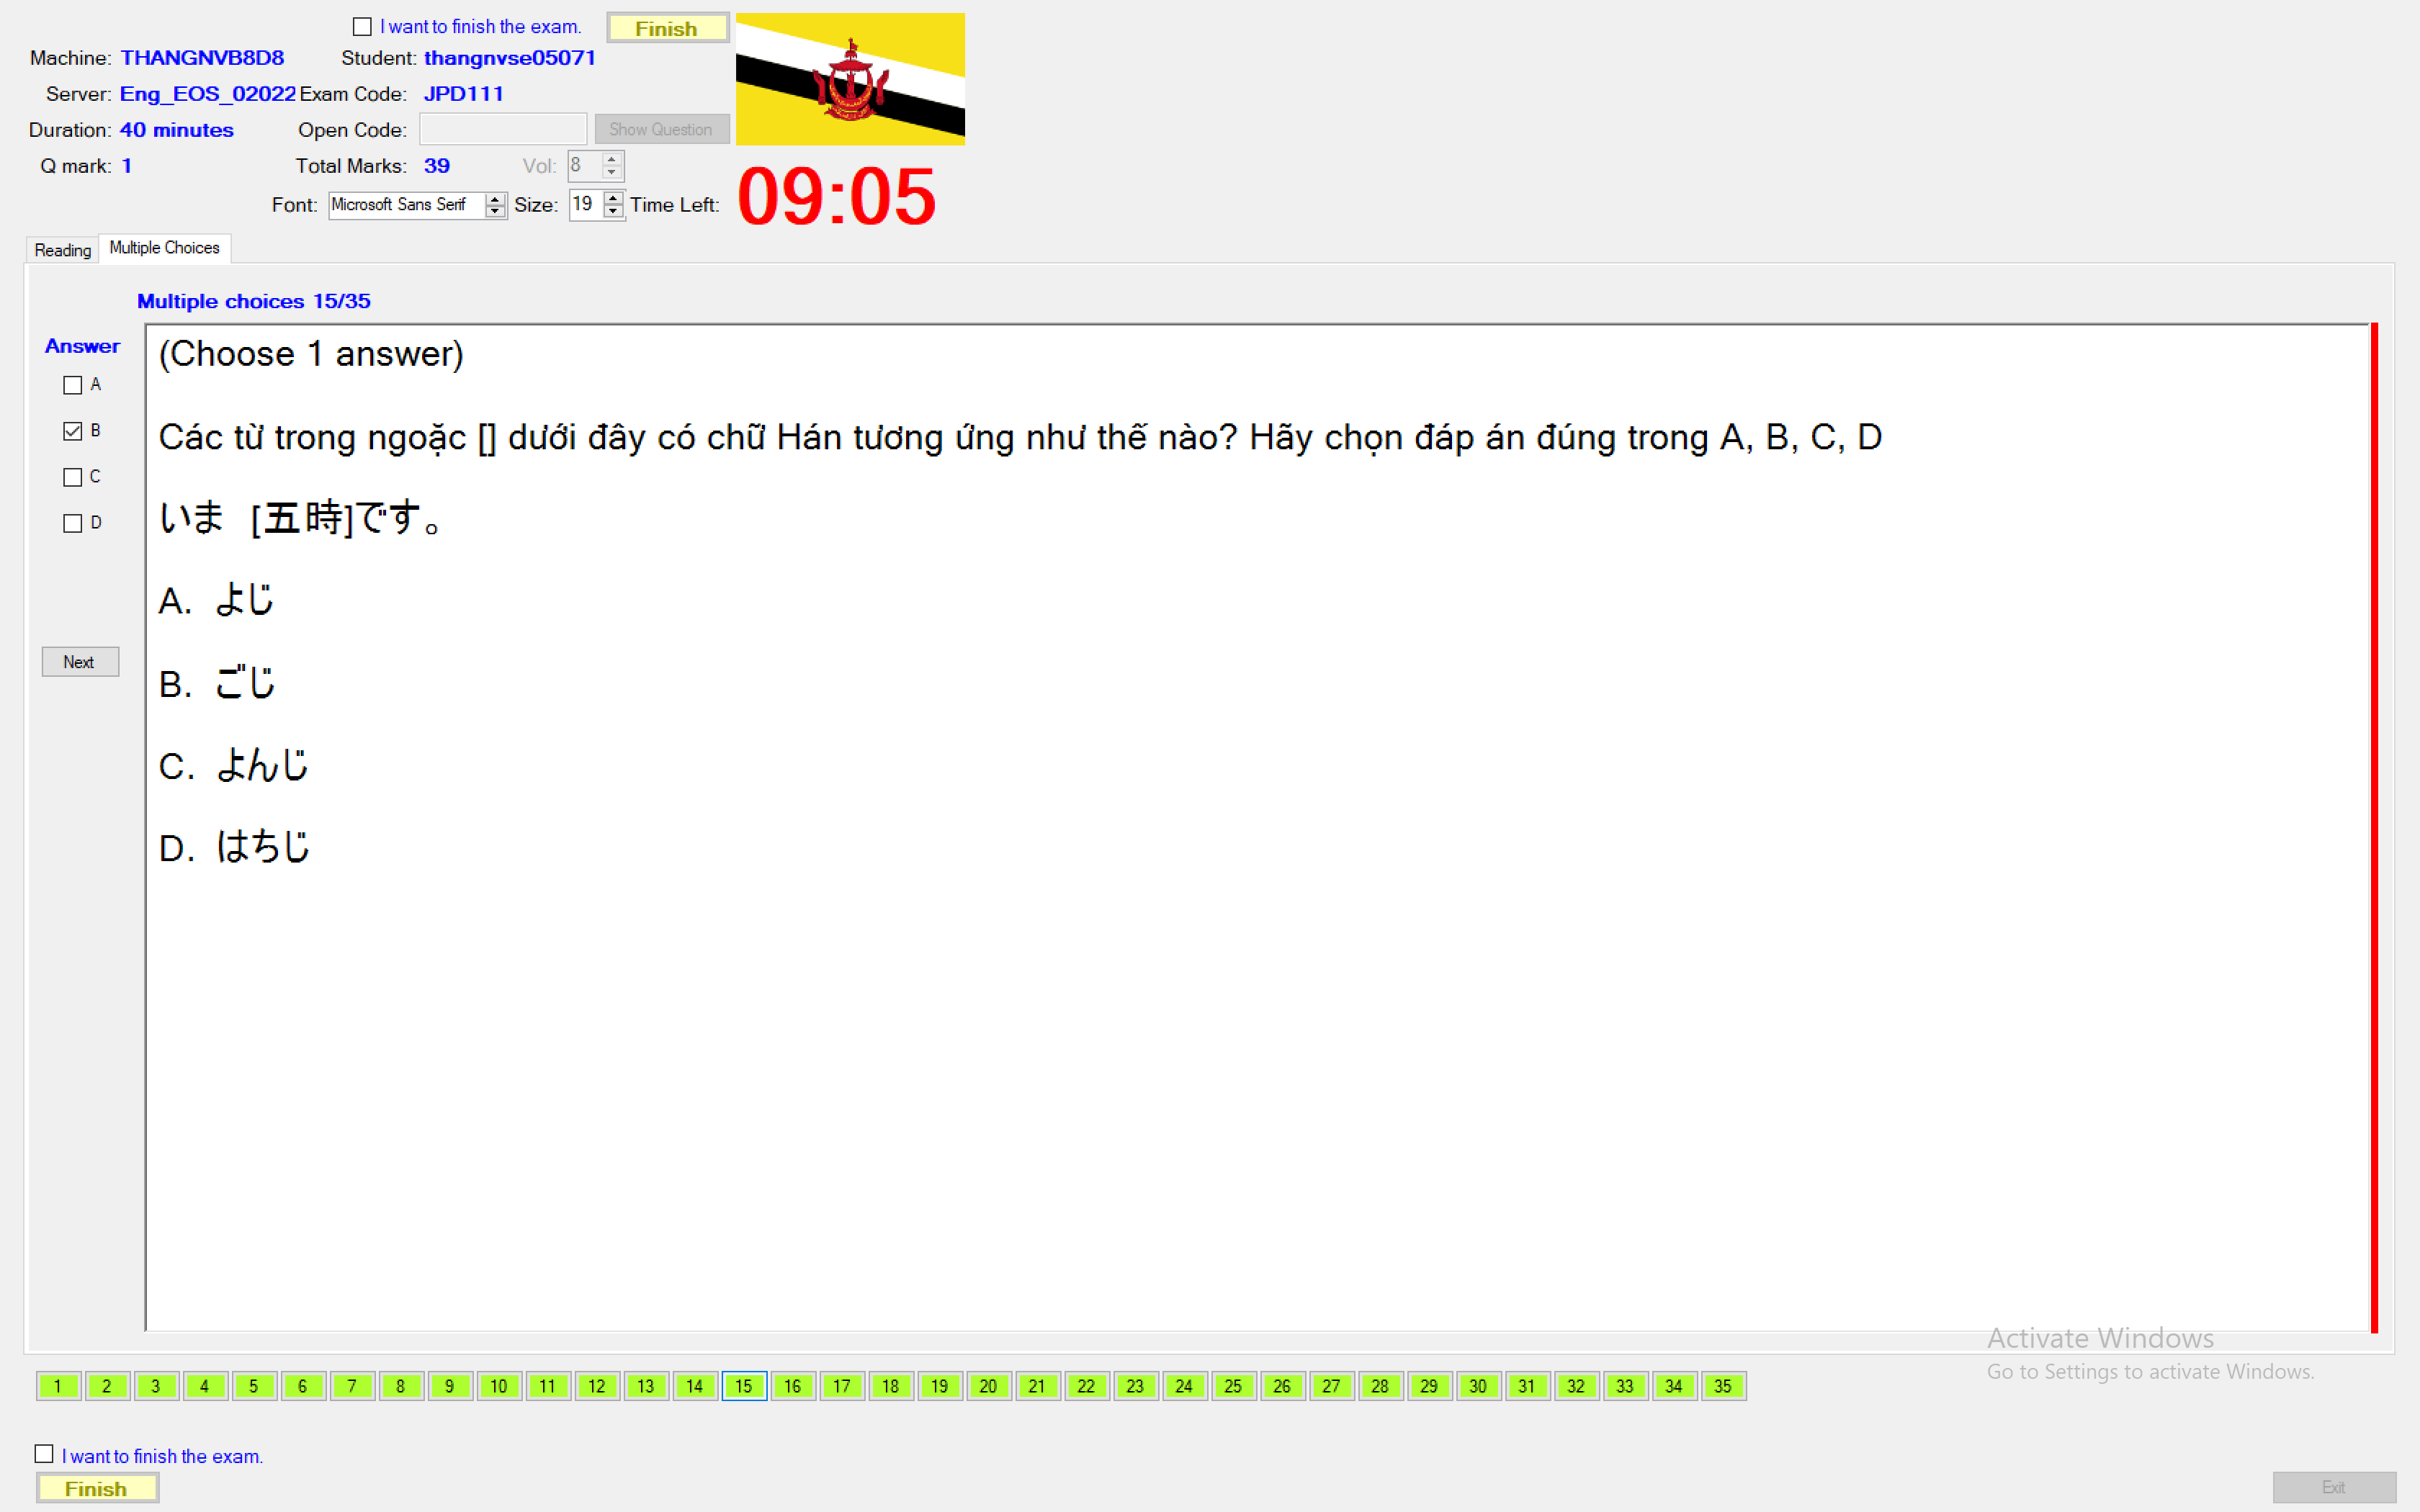 I want to finish the exam. Finish
Machine: THANGNVB8D8 Student: thangnvse05071
Server: Eng_EOS_02022 Exam Code: JPD111
Duration: 40 minutes Open Code: Show Question
Q mark: 1 Total Marks: 39 Vol: 8
Font: Microsoft Sans Serif Size: 19 Time Left: 09:05
Reading Multiple Choices
Multiple choices 15/35
Answer
A
B
C
D
Next
(Choose 1 answer)
Các từ trong ngoặc [] dưới đây có chữ Hán tương ứng như thế nào? Hãy chọn đáp án đúng trong A, B, C, D
いま [五時]です。
A. よじ
B. ごじ
C. よんじ
D. はちじ
Activate Windows
Go to Settings to activate Windows.
1 2 3 4 5 6 7 8 9 10 11 12 13 14 15 16 17 18 19 20 21 22 23 24 25 26 27 28 29 30 31 32 33 34 35
I want to finish the exam.
Finish
Exit